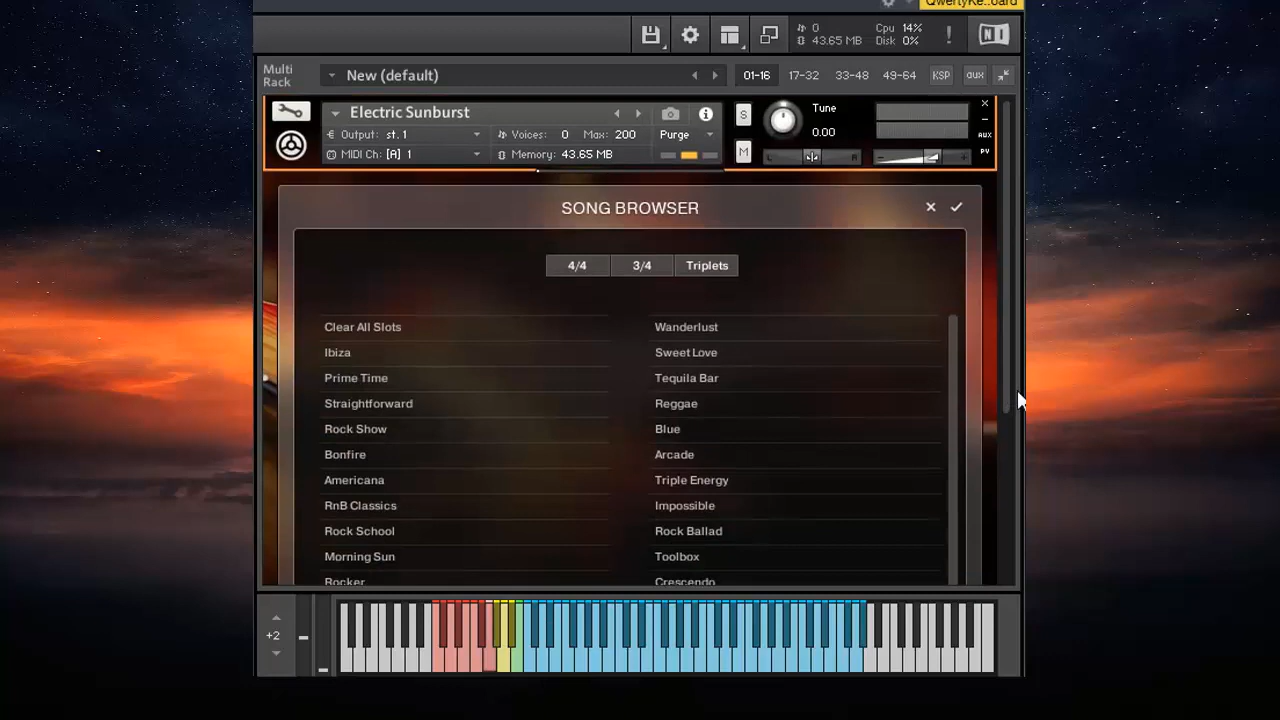 QwertyKe..oard
0
43.65 MB
Cpu 14%
Disk 0%
!
NI
Multi
Rack
New (default)
01-16 17-32 33-48 49-64 KSP aux
Electric Sunburst
Output: st.1 Voices: 0 Max: 200 Purge
MIDI Ch: [A] 1 Memory: 43.65 MB
S
M
Tune
0.00
L R
AUX
PV
SONG BROWSER
4/4 3/4 Triplets
Clear All Slots Wanderlust
Ibiza Sweet Love
Prime Time Tequila Bar
Straightforward Reggae
Rock Show Blue
Bonfire Arcade
Americana Triple Energy
RnB Classics Impossible
Rock School Rock Ballad
Morning Sun Toolbox
Rocker Crescendo
+2